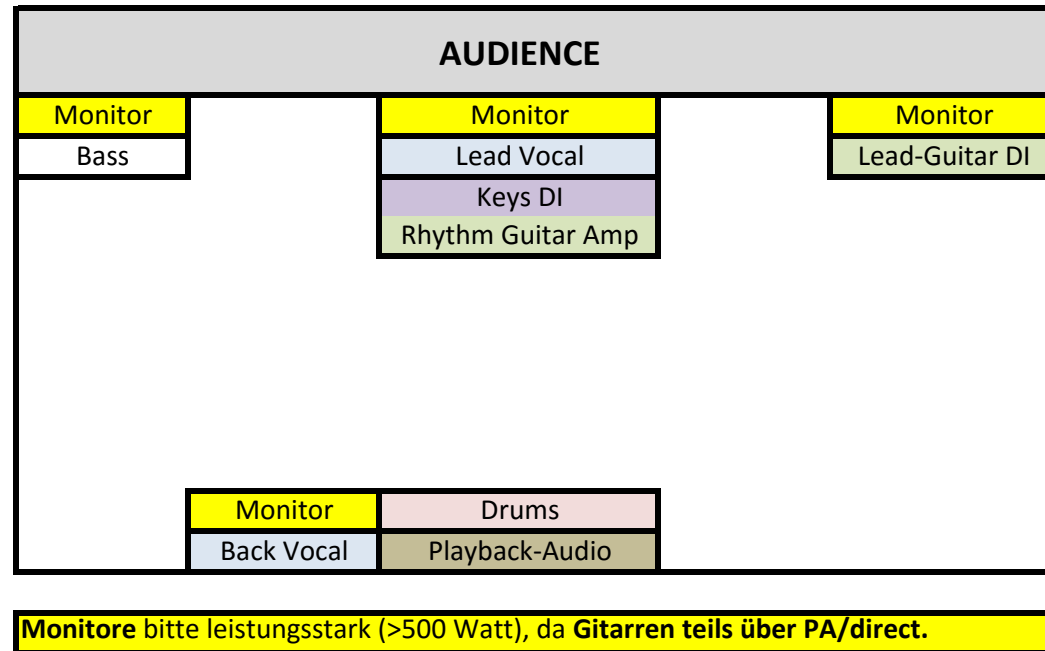 AUDIENCE
Monitor Monitor Monitor
Bass Lead Vocal Lead-Guitar DI
Keys DI
Rhythm Guitar Amp
Monitor Drums
Back Vocal Playback-Audio
Monitore bitte leistungsstark (>500 Watt), da Gitarren teils über PA/direct.